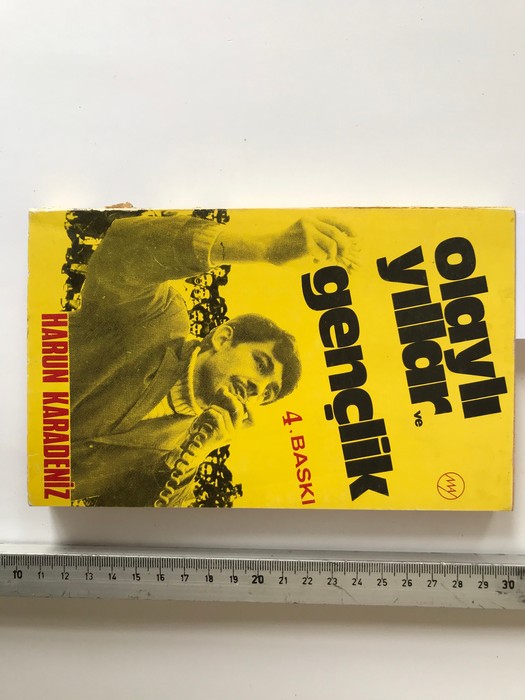 olaylı
yıllar ve
gençlik
4. BASKI
HARUN KARADENİZ
10 11 12 13 14 15 16 17 18 19 20 21 22 23 24 25 26 27 28 29 30